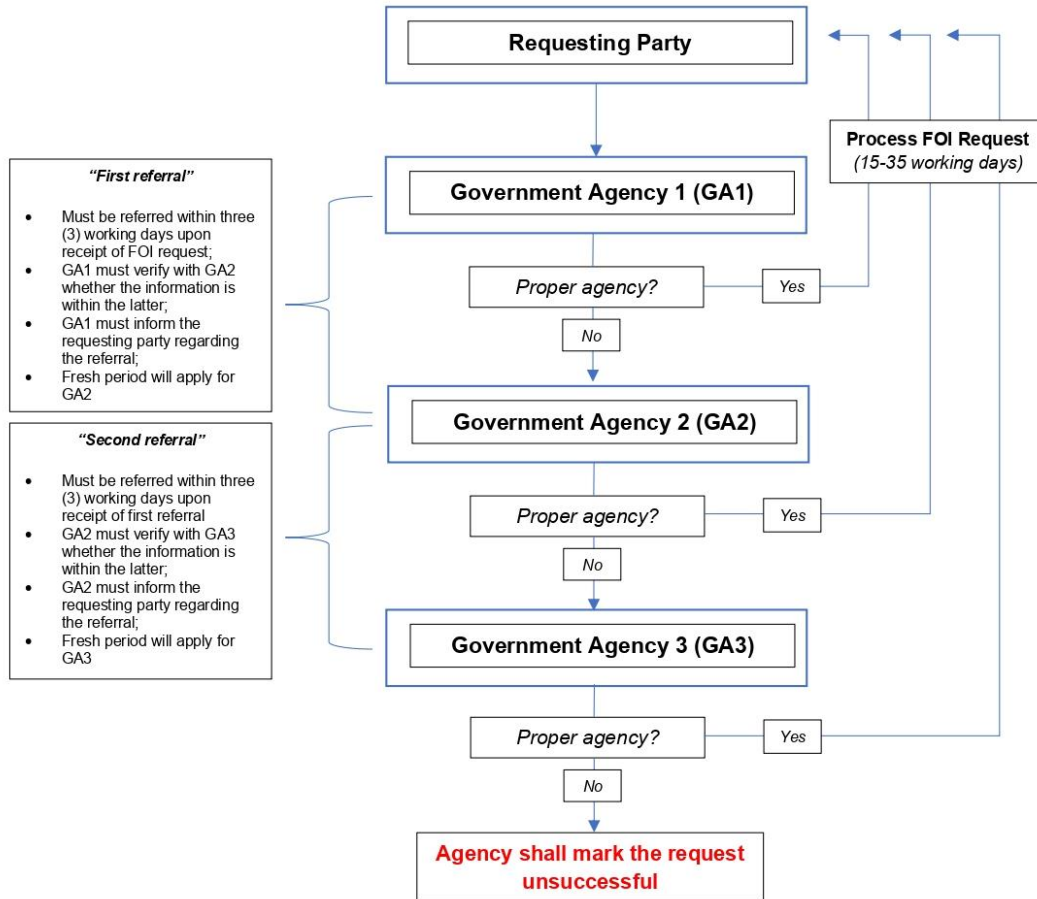 Requesting Party
Process FOI Request
(15-35 working days)
Government Agency 1 (GA1)
“First referral”
• Must be referred within three
(3) working days upon
receipt of FOI request;
• GA1 must verify with GA2
whether the information is
within the latter;
• GA1 must inform the
requesting party regarding
the referral;
• Fresh period will apply for
GA2
Proper agency?
Yes
No
Government Agency 2 (GA2)
“Second referral”
• Must be referred within three
(3) working days upon
receipt of first referral
• GA2 must verify with GA3
whether the information is
within the latter;
• GA2 must inform the
requesting party regarding
the referral;
• Fresh period will apply for
GA3
Proper agency?
Yes
No
Government Agency 3 (GA3)
Proper agency?
Yes
No
Agency shall mark the request
unsuccessful